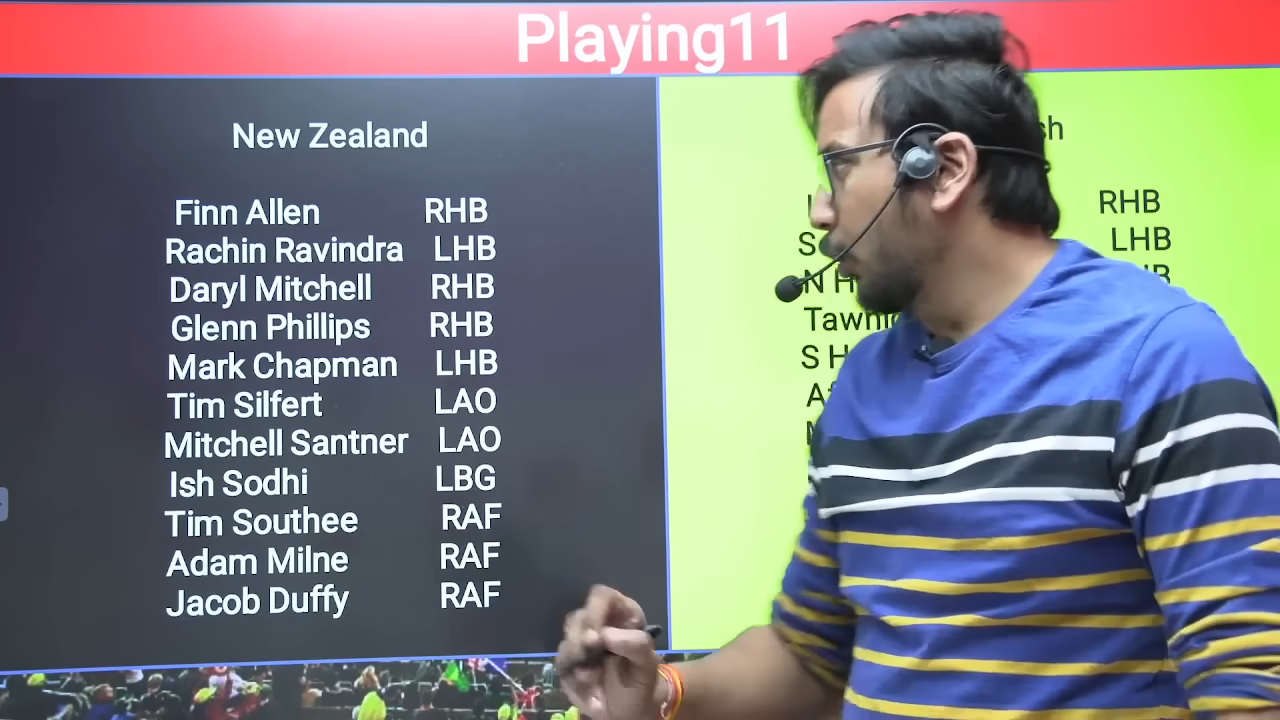 Playing11
New Zealand
Finn Allen RHB
Rachin Ravindra LHB
Daryl Mitchell RHB
Glenn Phillips RHB
Mark Chapman LHB
Tim Silfert LAO
Mitchell Santner LAO
Ish Sodhi LBG
Tim Southee RAF
Adam Milne RAF
Jacob Duffy RAF
RHB
S LHB
N H
S H